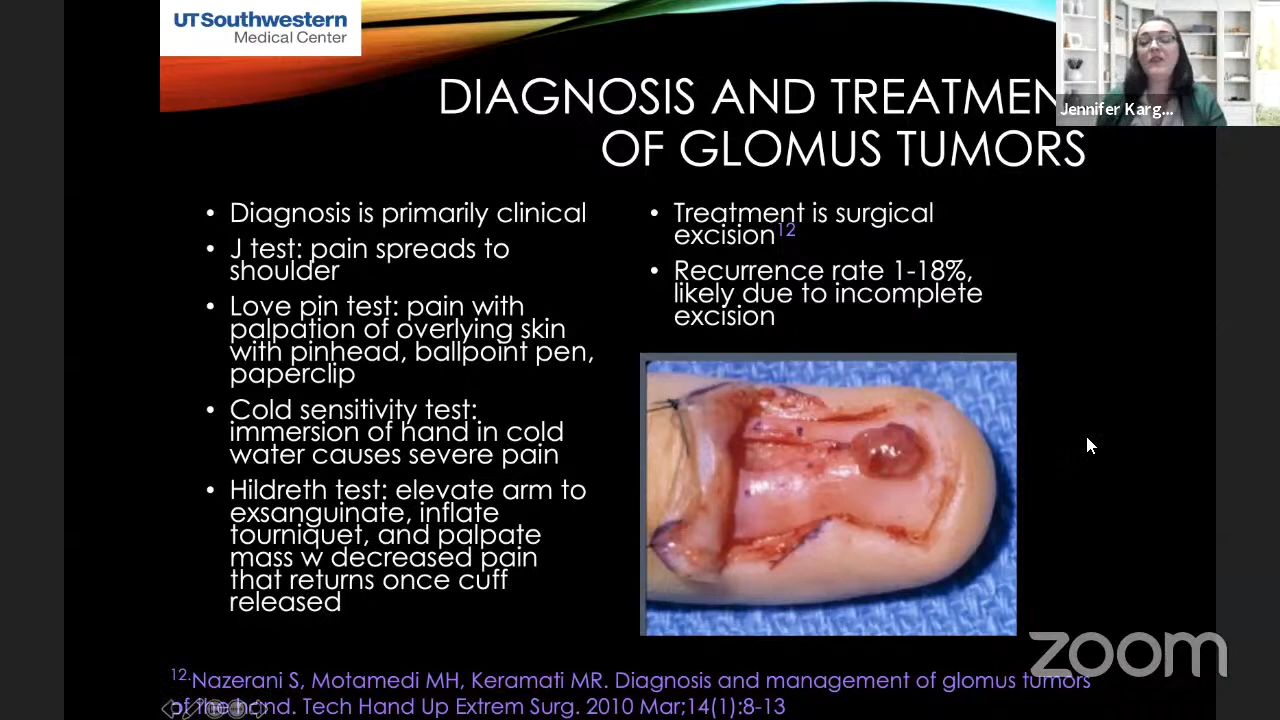 UTSouthwestern
Medical Center
Jennifer Karg...
DIAGNOSIS AND TREATMEN
OF GLOMUS TUMORS
• Diagnosis is primarily clinical
• J test: pain spreads to
shoulder
• Love pin test: pain with
palpation of overlying skin
with pinhead, ballpoint pen,
paperclip
• Cold sensitivity test:
immersion of hand in cold
water causes severe pain
• Hildreth test: elevate arm to
exsanguinate, inflate
tourniquet, and palpate
mass w decreased pain
that returns once cuff
released
• Treatment is surgical
excision12
• Recurrence rate 1-18%,
likely due to incomplete
excision
zoom
12.Nazerani S, Motamedi MH, Keramati MR. Diagnosis and management of glomus tumors
of the hand. Tech Hand Up Extrem Surg. 2010 Mar;14(1):8-13